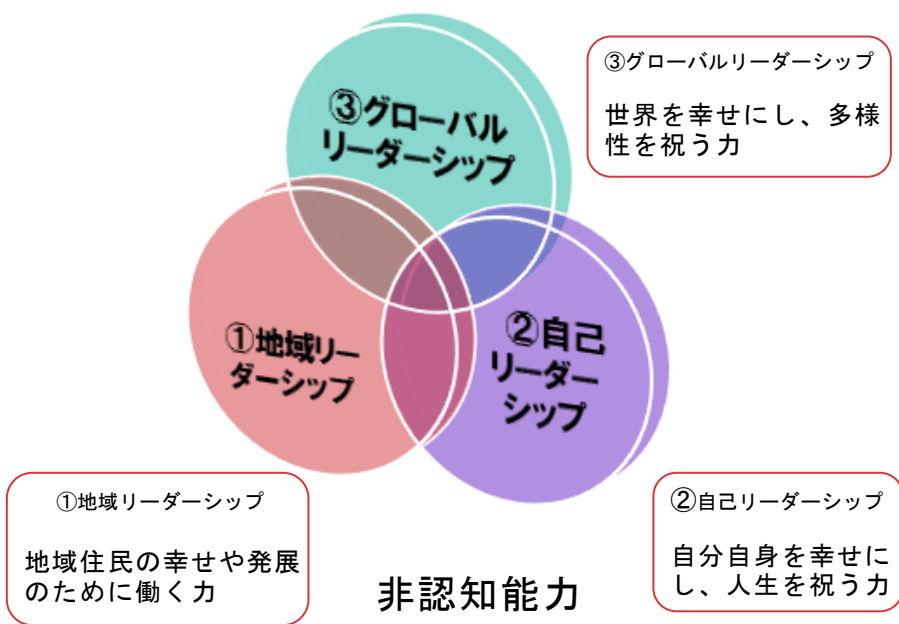 ③グローバル
リーダーシップ
③グローバルリーダーシップ
世界を幸せにし、多様
性を祝う力
①地域リー
ダーシップ
②自己
リーダー
シップ
①地域リーダーシップ
地域住民の幸せや発展
のために働く力
②自己リーダーシップ
自分自身を幸せに
し、人生を祝う力
非認知能力